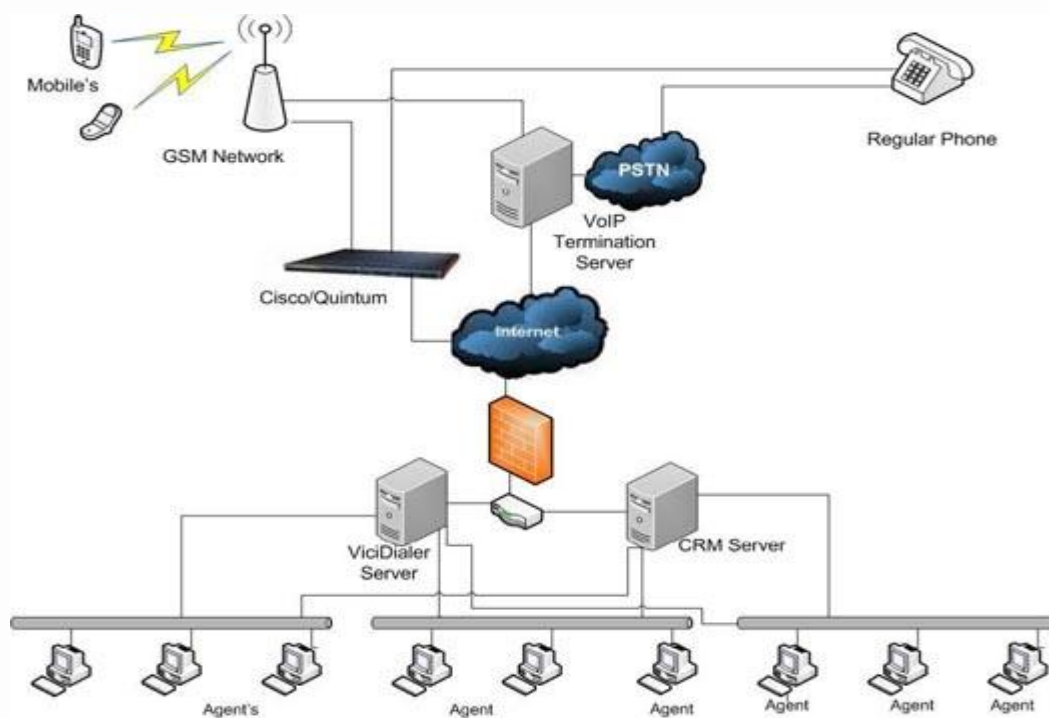 Mobile's
GSM Network
Regular Phone
PSTN
VoIP
Termination
Server
Cisco/Quintum
Internet
ViciDialer
Server
CRM Server
Agent's
Agent
Agent
Agent
Agent
Agent